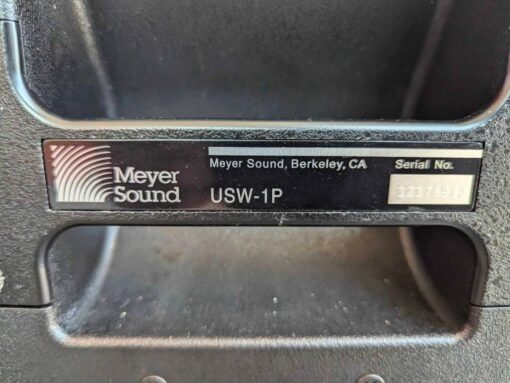 Meyer
Sound
Meyer Sound, Berkeley, CA
Serial No.
USW-1P